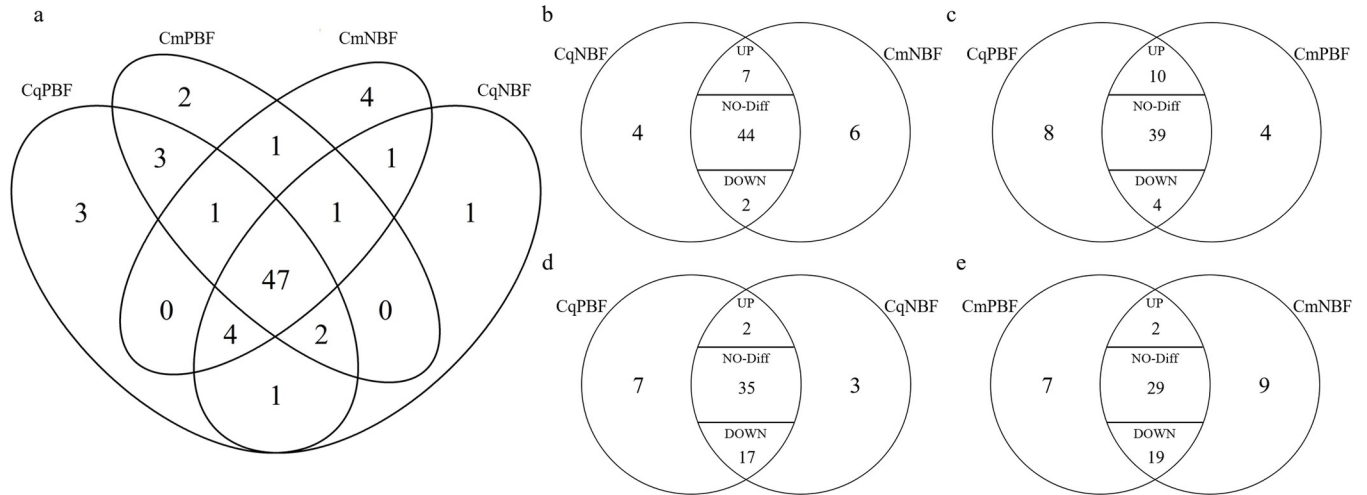 a
CmPBF
CmNBF
CqPBF
CqNBF
2
4
3
1
1
3
1
1
1
47
0
0
4
2
1
b
CqNBF
CmNBF
UP
7
NO-Diff
4
44
6
DOWN
2
c
CqPBF
CmPBF
UP
10
NO-Diff
8
39
4
DOWN
4
d
CqPBF
CqNBF
UP
2
NO-Diff
7
35
3
DOWN
17
e
CmPBF
CmNBF
UP
2
NO-Diff
7
29
9
DOWN
19